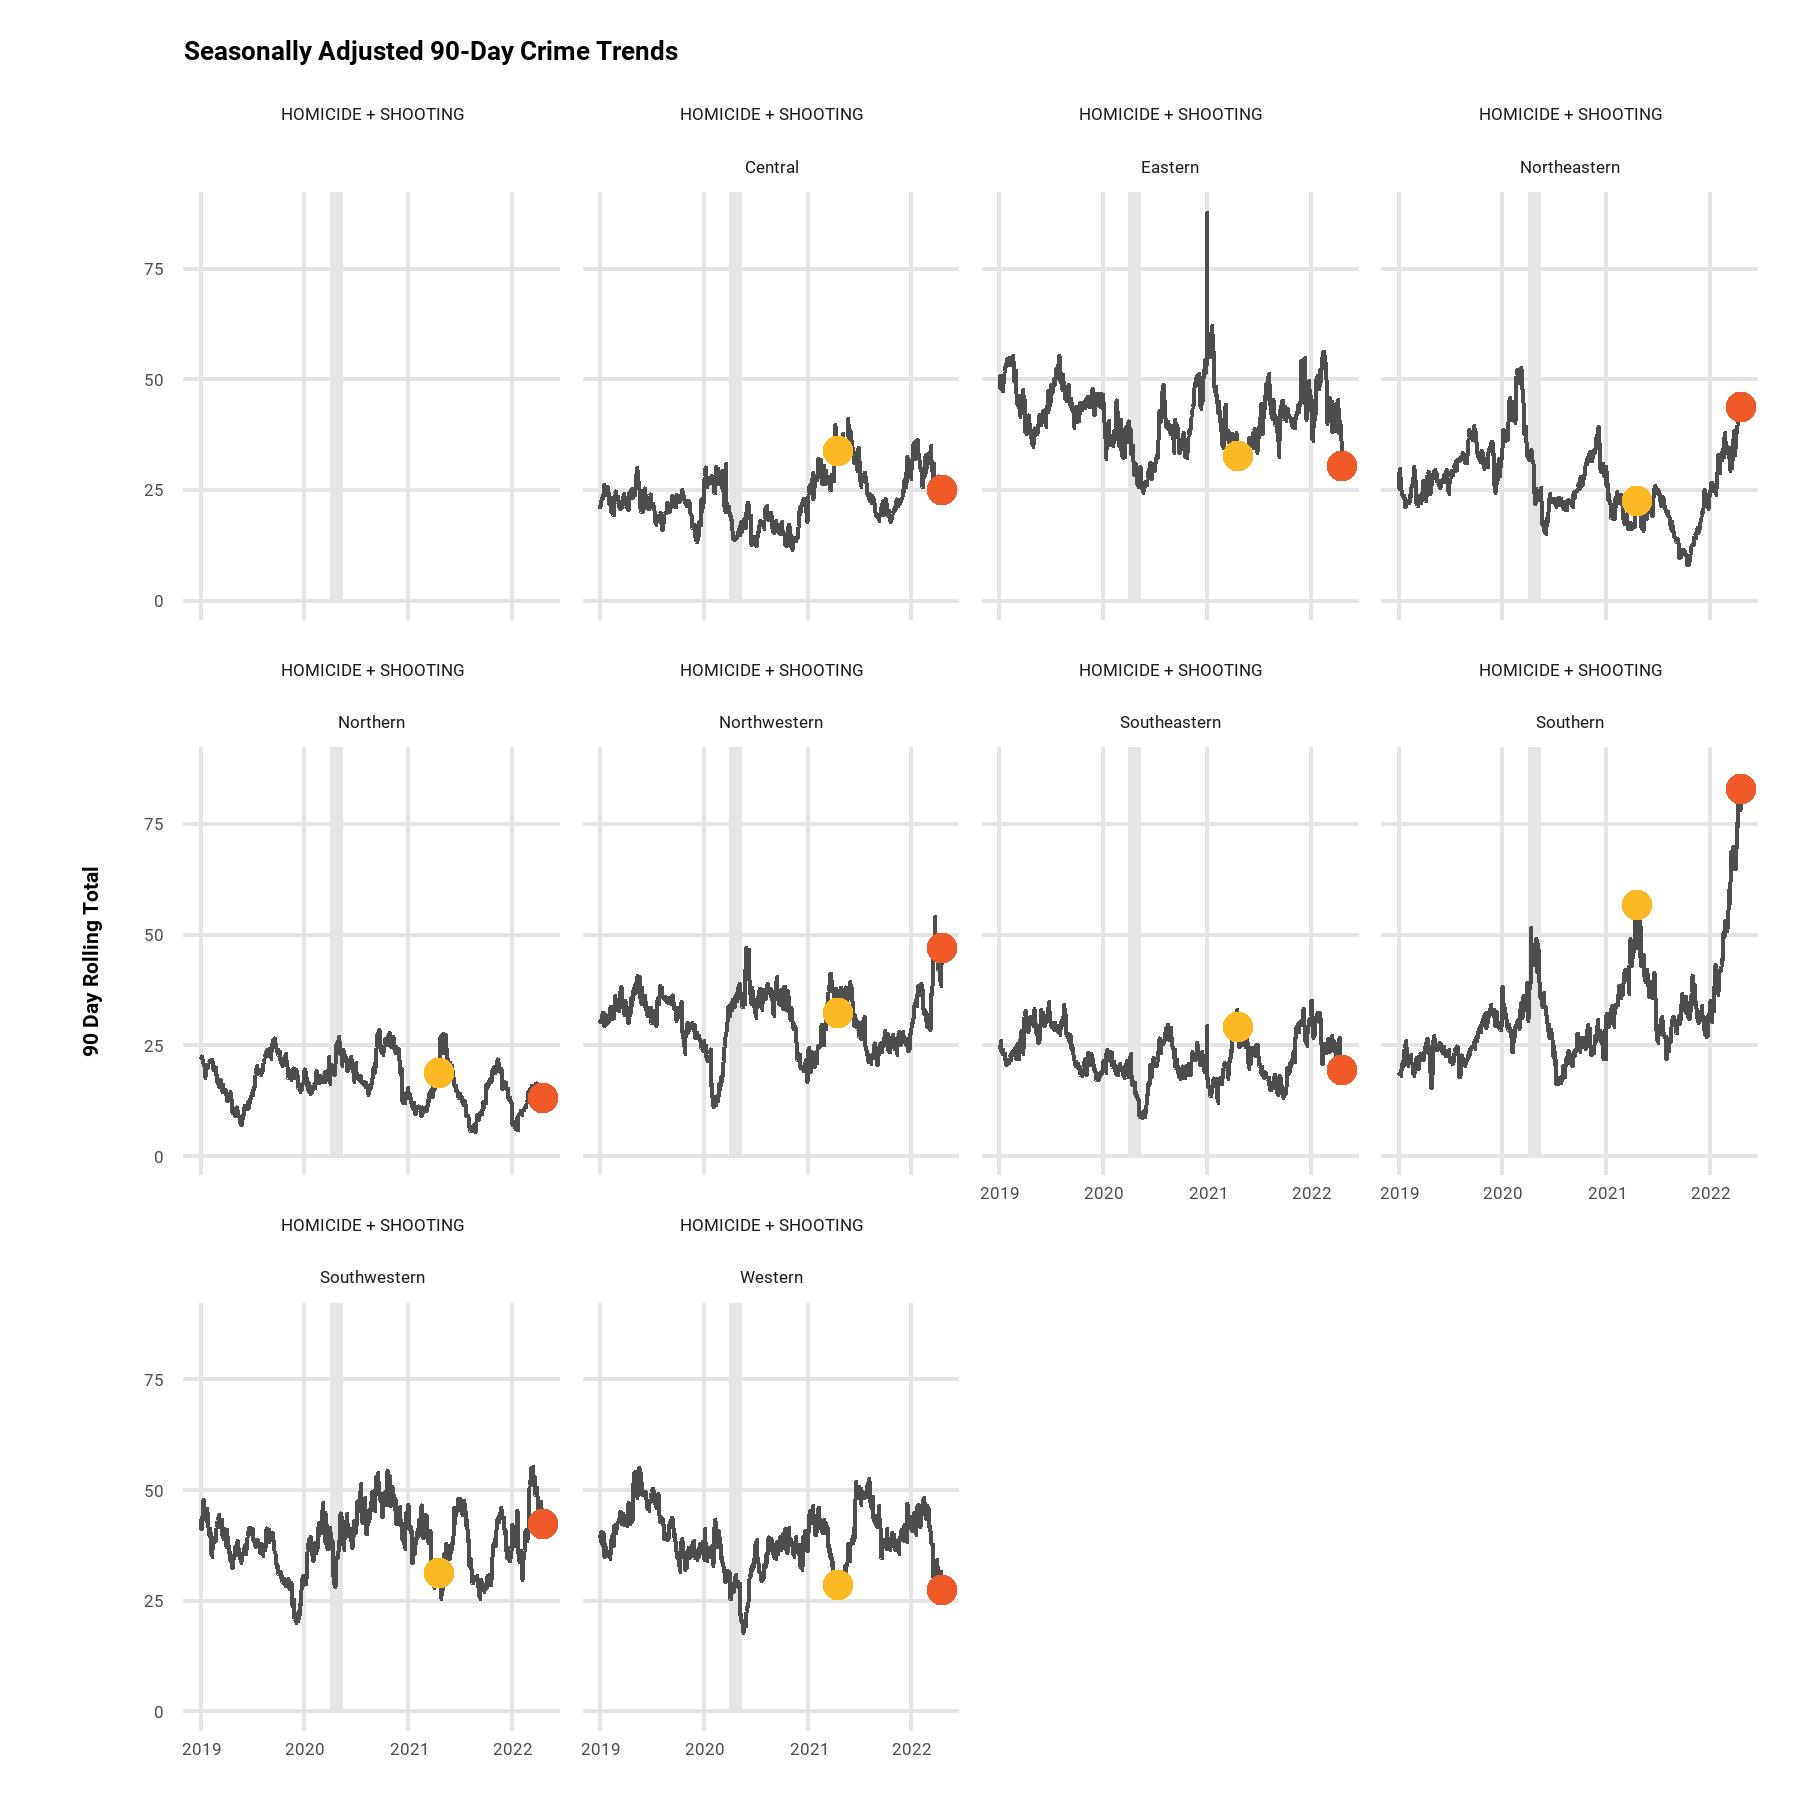 Seasonally Adjusted 90-Day Crime Trends
HOMICIDE + SHOOTING HOMICIDE + SHOOTING HOMICIDE + SHOOTING HOMICIDE + SHOOTING
Central Eastern Northeastern
75
50
25
0
HOMICIDE + SHOOTING HOMICIDE + SHOOTING HOMICIDE + SHOOTING HOMICIDE + SHOOTING
Northern Northwestern Southeastern Southern
90 Day Rolling Total
75
50
25
0
2019 2020 2021 2022 2019 2020 2021 2022
HOMICIDE + SHOOTING HOMICIDE + SHOOTING
Southwestern Western
75
50
25
0
2019 2020 2021 2022 2019 2020 2021 2022